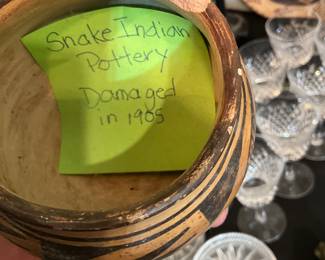 Snake Indian
Pottery
Damaged
in 1905